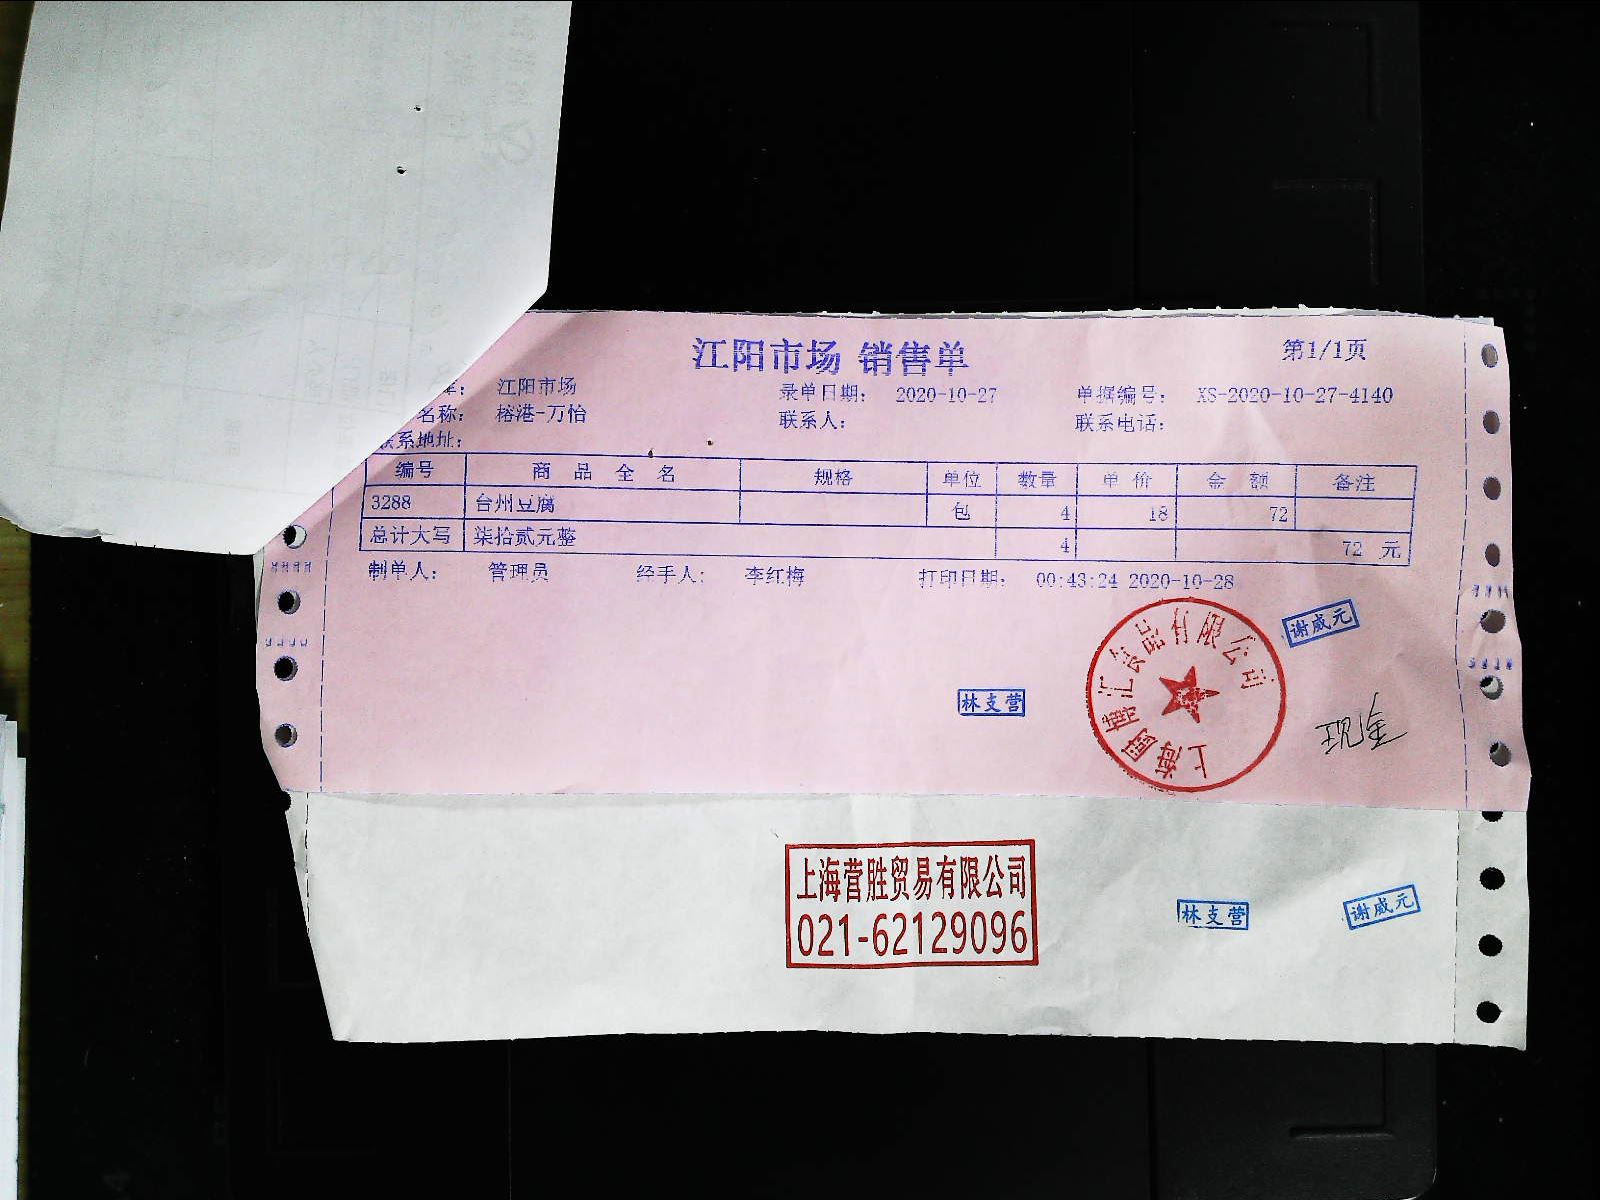 江阳市场 销售单 第1/1页
库: 江阳市场 录单日期: 2020-10-27 单据编号: XS-2020-10-27-4140
名称: 榕港-万怡 联系人: 联系电话:
联系地址:
编号 商品全名 规格 单位 数量 单价 金额 备注
3288 台州豆腐 包 4 18 72
总计大写 柒拾贰元整 4 72 元
制单人: 管理员 经手人: 李红梅 打印日期: 00:43:24 2020-10-28
谢威元
林支营
现金
上海营胜贸易有限公司
021-62129096
林支营
谢威元